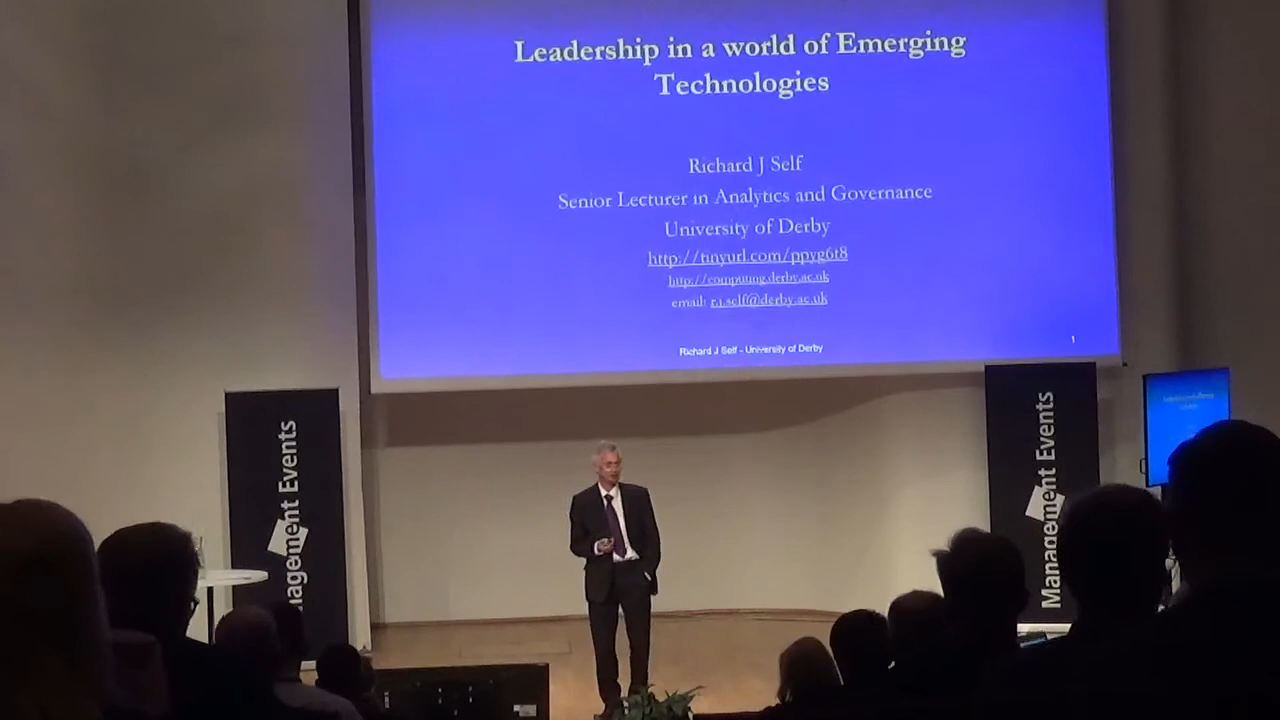 Leadership in a world of Emerging
Technologies
Richard J Self
Senior Lecturer in Analytics and Governance
University of Derby
http://tinyurl.com/ppyg6t8
http://computing.derby.ac.uk
email: r.j.self@derby.ac.uk
Richard J Self - University of Derby
1
nagement Events
Management Events